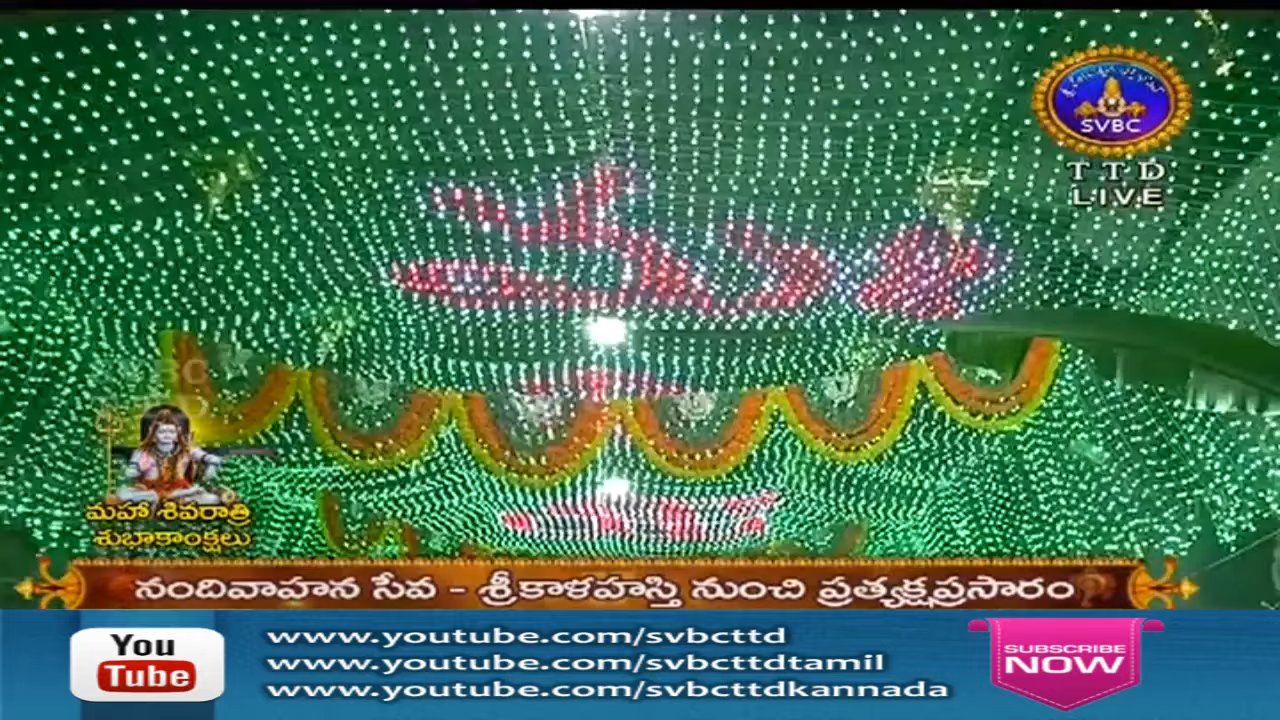 SVBC
TTD
LIVE
మహా శివరాత్రి
శుభాకాంక్షలు
నందివాహన సేవ - శ్రీకాళహస్తి నుంచి ప్రత్యక్షప్రసారం
You
Tube
www.youtube.com/svbcttd
www.youtube.com/svbcttdtamil
www.youtube.com/svbcttdkannada
SUBSCRIBE
NOW